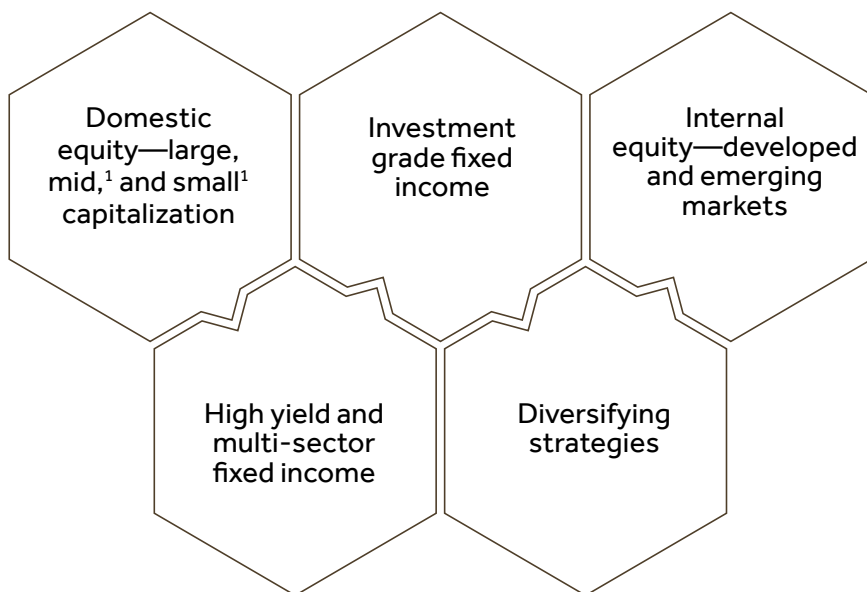 Domestic
equity—large,
mid,¹ and small¹
capitalization
Investment
grade fixed
income
Internal
equity—developed
and emerging
markets
High yield and
multi-sector
fixed income
Diversifying
strategies